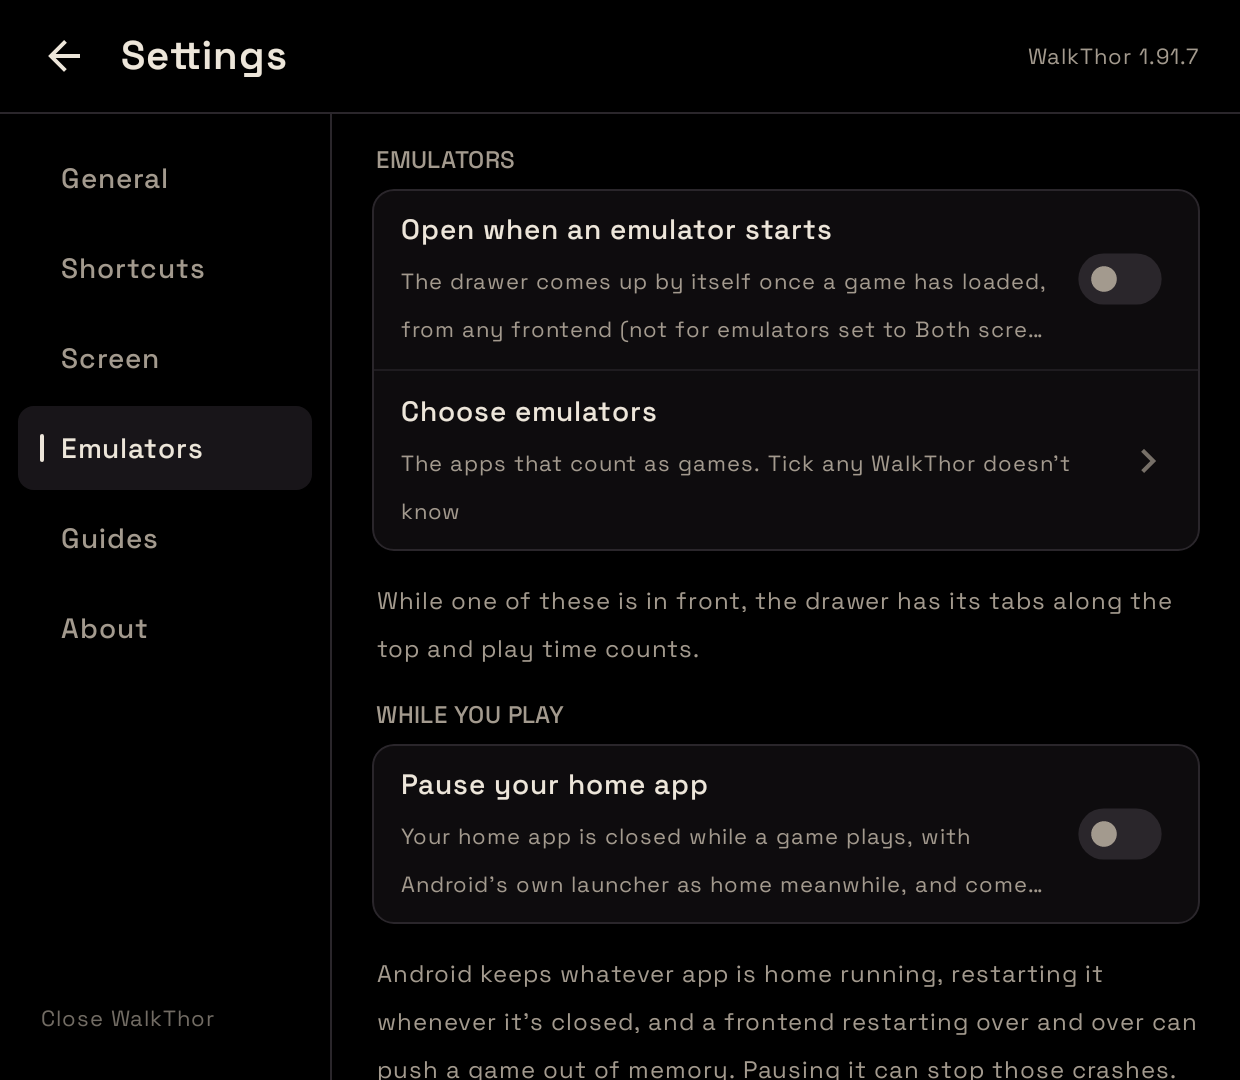 Settings
WalkThor 1.91.7
General
Shortcuts
Screen
Emulators
Guides
About
Close WalkThor
EMULATORS
Open when an emulator starts
The drawer comes up by itself once a game has loaded,
from any frontend (not for emulators set to Both scre…
Choose emulators
The apps that count as games. Tick any WalkThor doesn’t
know
While one of these is in front, the drawer has its tabs along the
top and play time counts.
WHILE YOU PLAY
Pause your home app
Your home app is closed while a game plays, with
Android’s own launcher as home meanwhile, and come…
Android keeps whatever app is home running, restarting it
whenever it’s closed, and a frontend restarting over and over can
push a game out of memory. Pausing it can stop those crashes.